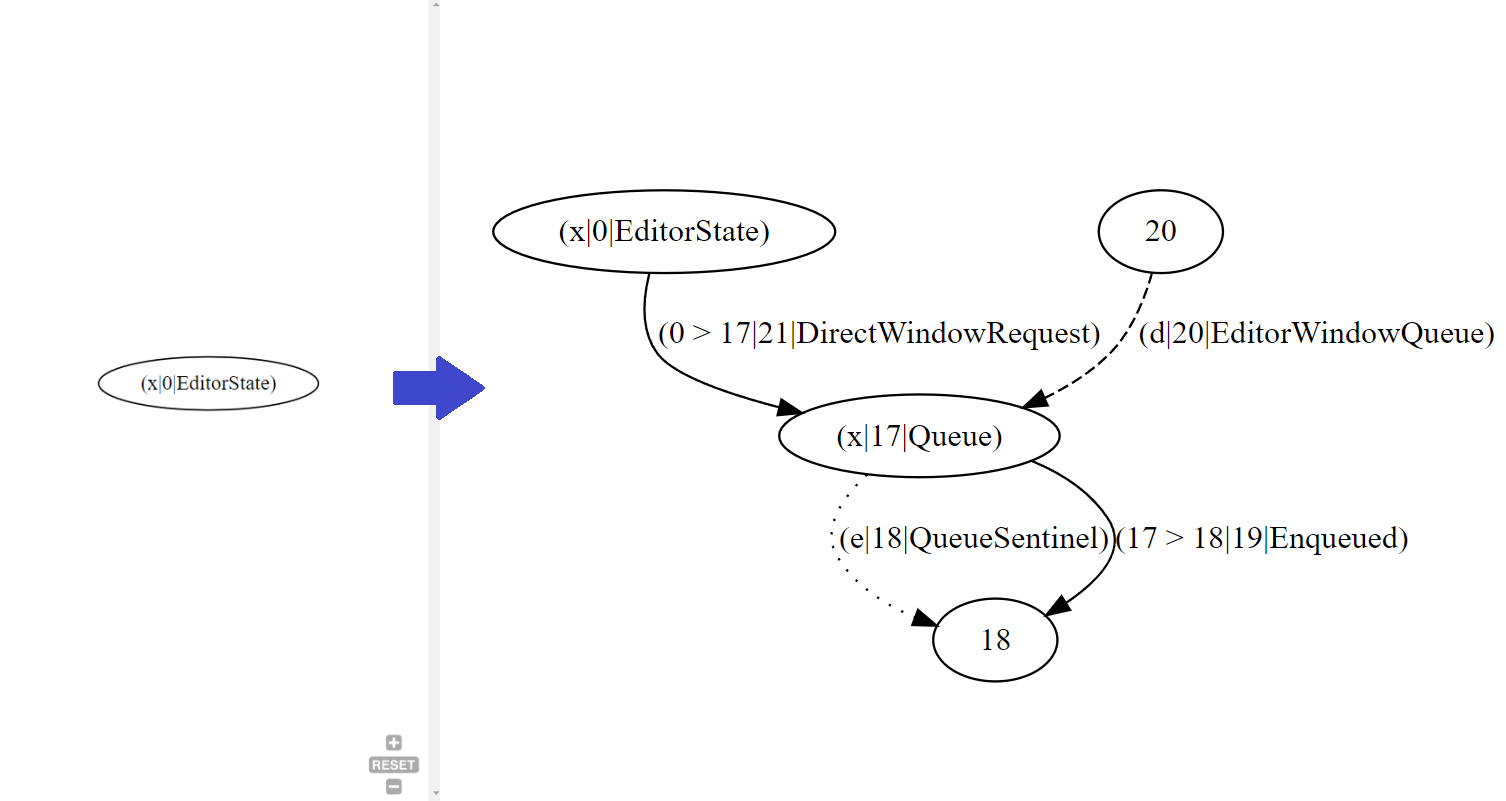 (x|0|EditorState)
RESET
(x|0|EditorState)
20
(0 > 17|21|DirectWindowRequest)
(d|20|EditorWindowQueue)
(x|17|Queue)
(e|18|QueueSentinel)
(17 > 18|19|Enqueued)
18